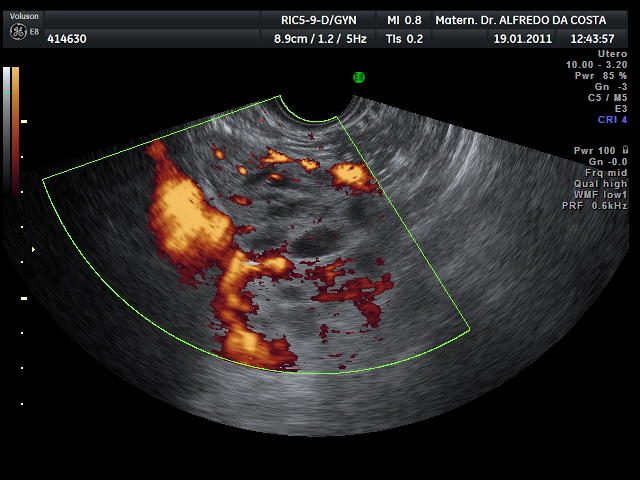 Voluson
GE E8
414630
RIC5-9-D/GYN
8.9cm / 1.2 / 5Hz
MI 0.8
TIs 0.2
Matern. Dr. ALFREDO DA COSTA
19.01.2011 12:43:57
Utero
10.00 - 3.20
Pwr 85 %
Gn -3
C5 / M5
E3
CRI 4
Pwr 100
Gn -0.0
Frq mid
Qual high
WMF low1
PRF 0.6kHz
E8